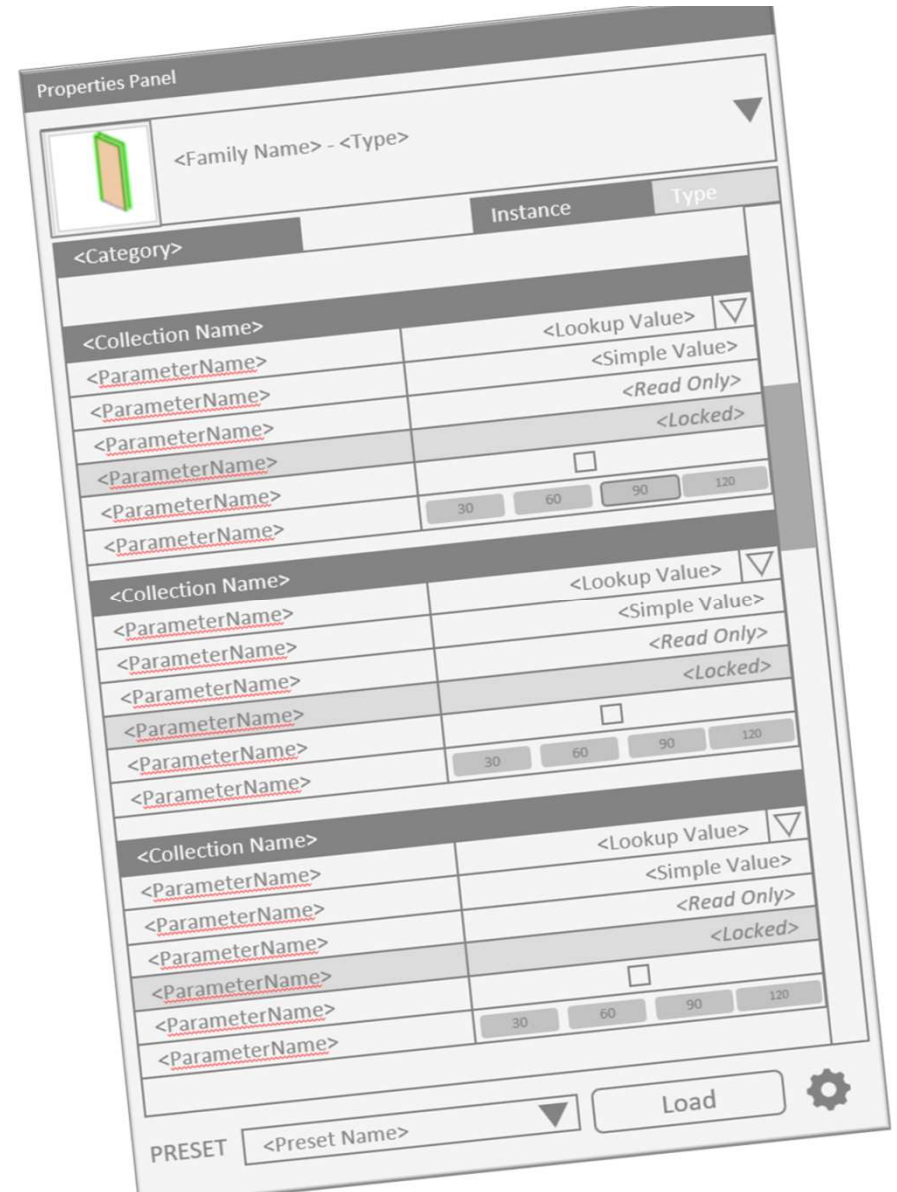 Properties Panel
<Family Name> - <Type>
Instance Type
<Category>
<Collection Name>
<ParameterName> <Lookup Value>
<ParameterName> <Simple Value>
<ParameterName> <Read Only>
<ParameterName> <Locked>
<ParameterName>
<ParameterName> 30 60 90 120
<Collection Name>
<ParameterName> <Lookup Value>
<ParameterName> <Simple Value>
<ParameterName> <Read Only>
<ParameterName> <Locked>
<ParameterName>
<ParameterName> 30 60 90 120
<Collection Name>
<ParameterName> <Lookup Value>
<ParameterName> <Simple Value>
<ParameterName> <Read Only>
<ParameterName> <Locked>
<ParameterName>
<ParameterName> 30 60 90 120
PRESET <Preset Name> Load